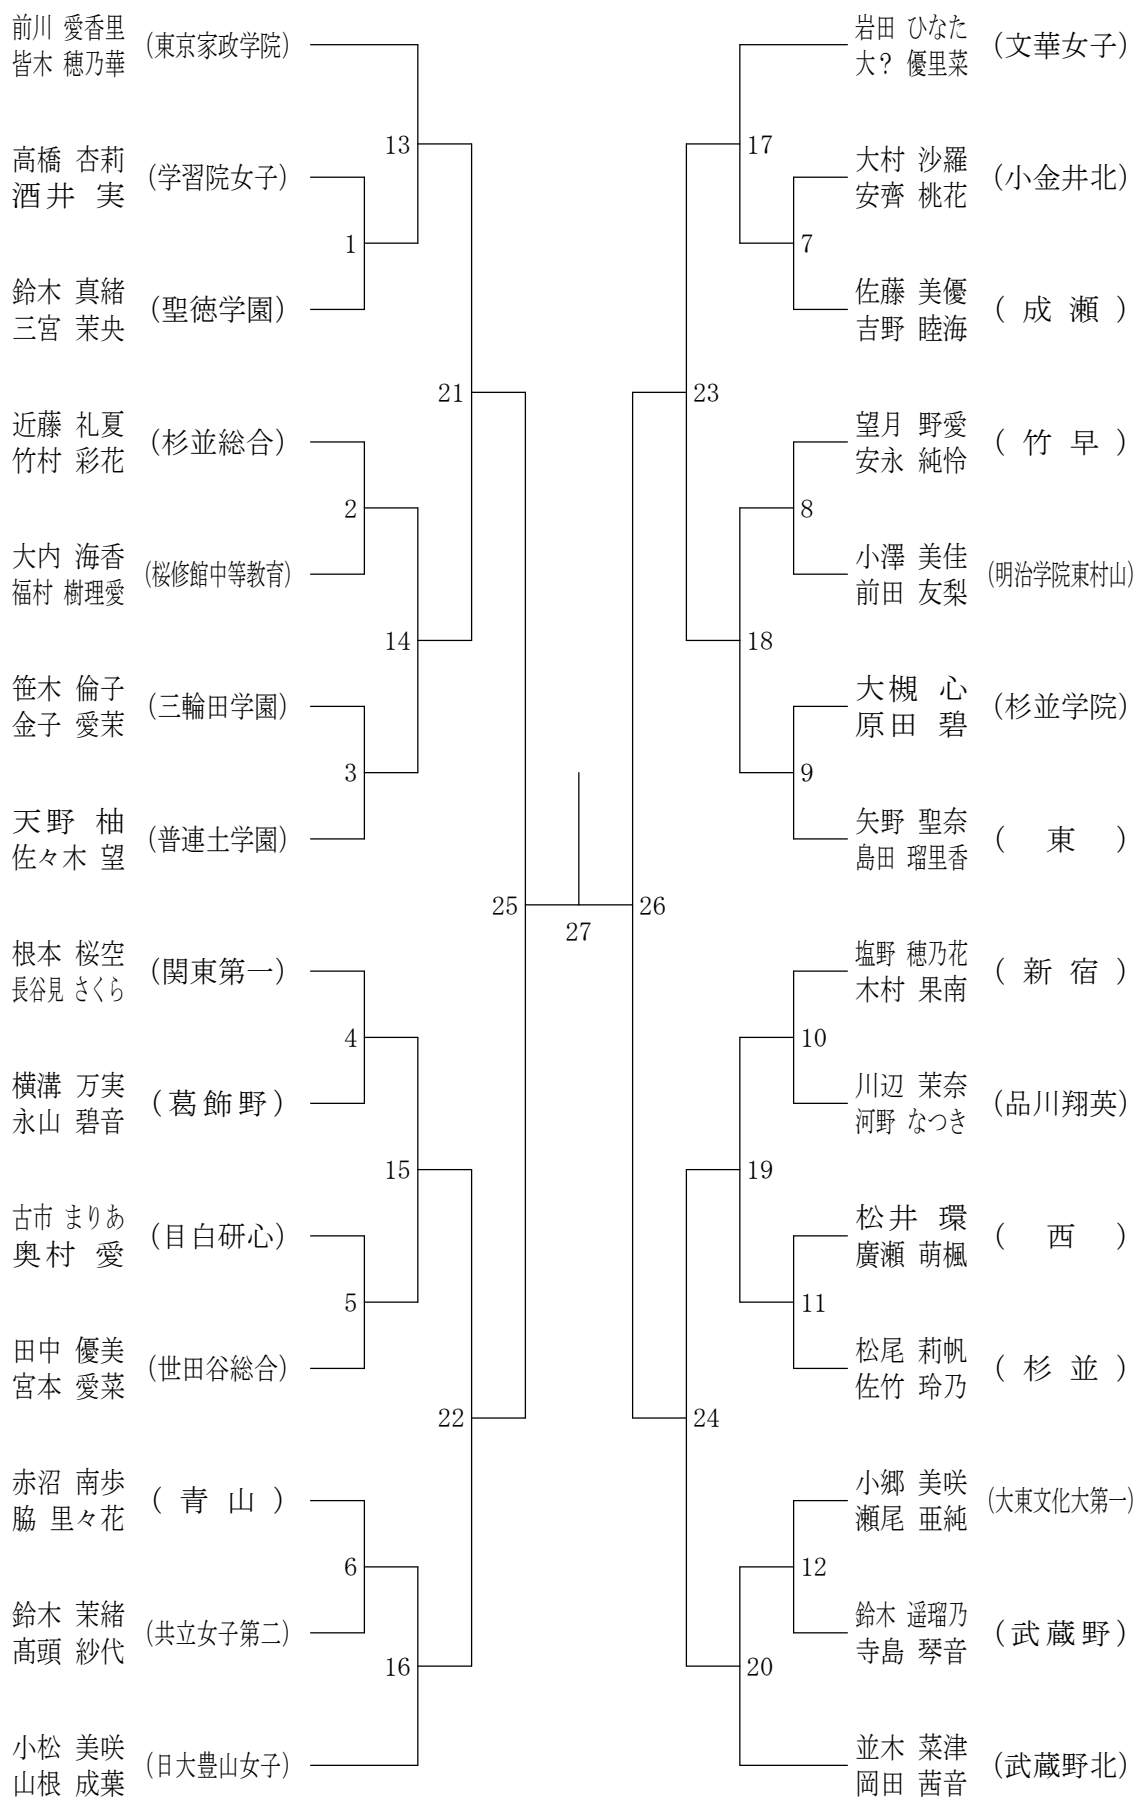 前川 愛香里
皆木 穂乃華
(東京家政学院)
高橋 杏莉
酒井 実
(学習院女子)
鈴木 真緒
三宮 茉央
(聖徳学園)
近藤 礼夏
竹村 彩花
(杉並総合)
大内 海香
福村 樹理愛
(桜修館中等教育)
笹木 倫子
金子 愛茉
(三輪田学園)
天野 柚
佐々木 望
(普連土学園)
根本 桜空
長谷見 さくら
(関東第一)
横溝 万実
永山 碧音
(葛飾野)
古市 まりあ
奥村 愛
(目白研心)
田中 優美
宮本 愛菜
(世田谷総合)
赤沼 南歩
脇 里々花
(青山)
鈴木 茉緒
髙頭 紗代
(共立女子第二)
小松 美咲
山根 成葉
(日大豊山女子)
1
2
3
4
5
6
13
14
15
16
21
22
25
27
26
23
24
17
18
19
20
7
8
9
10
11
12
岩田 ひなた
大? 優里菜
(文華女子)
大村 沙羅
安齊 桃花
(小金井北)
佐藤 美優
吉野 睦海
(成瀬)
望月 野愛
安永 純怜
(竹早)
小澤 美佳
前田 友梨
(明治学院東村山)
大槻 心
原田 碧
(杉並学院)
矢野 聖奈
島田 瑠里香
(東)
塩野 穂乃花
木村 果南
(新宿)
川辺 茉奈
河野 なつき
(品川翔英)
松井 環
廣瀬 萌楓
(西)
松尾 莉帆
佐竹 玲乃
(杉並)
小郷 美咲
瀬尾 亜純
(大東文化大第一)
鈴木 遥瑠乃
寺島 琴音
(武蔵野)
並木 菜津
岡田 茜音
(武蔵野北)